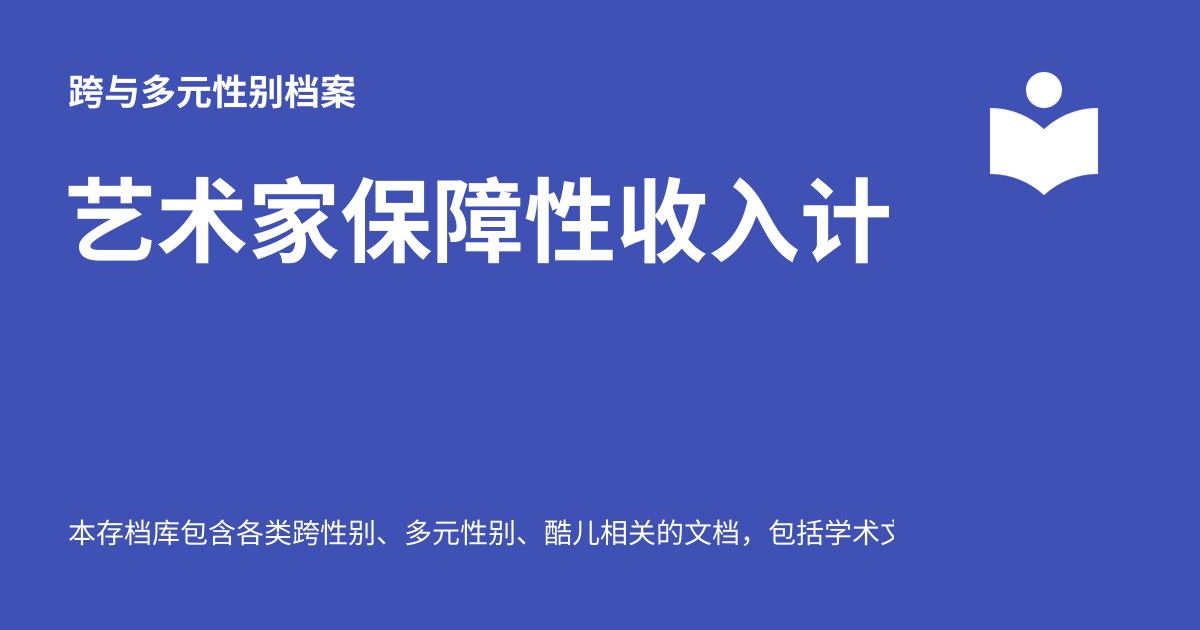 跨与多元性别档案
艺术家保障性收入计
本存档库包含各类跨性别、多元性别、酷儿相关的文档，包括学术